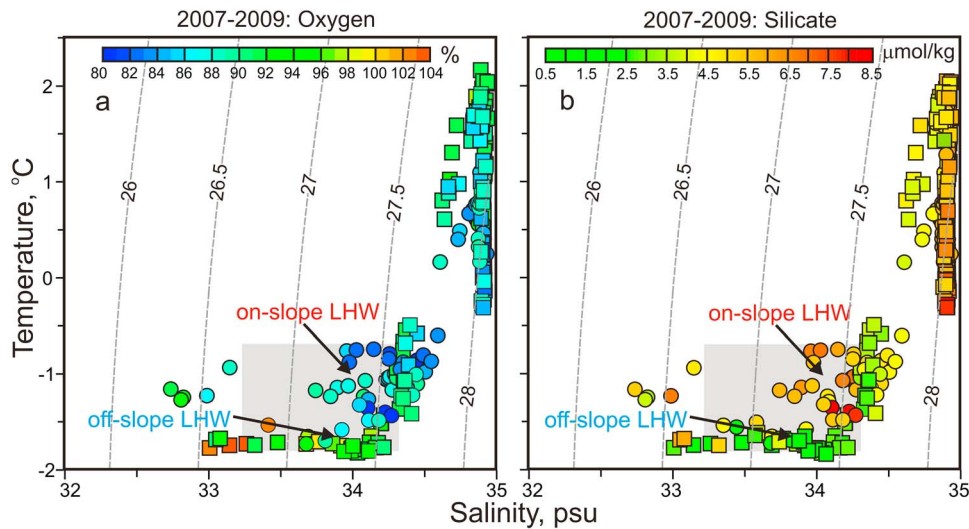 2007-2009: Oxygen
2007-2009: Silicate
%
80 82 84 86 88 90 92 94 96 98 100 102 104
μmol/kg
0.5 1.5 2.5 3.5 4.5 5.5 6.5 7.5 8.5
a
b
26
26.5
27
27.5
28
26
26.5
27
27.5
28
Temperature, °C
2
1
0
-1
-2
on-slope LHW
off-slope LHW
on-slope LHW
off-slope LHW
32 33 34 35
32 33 34 35
Salinity, psu